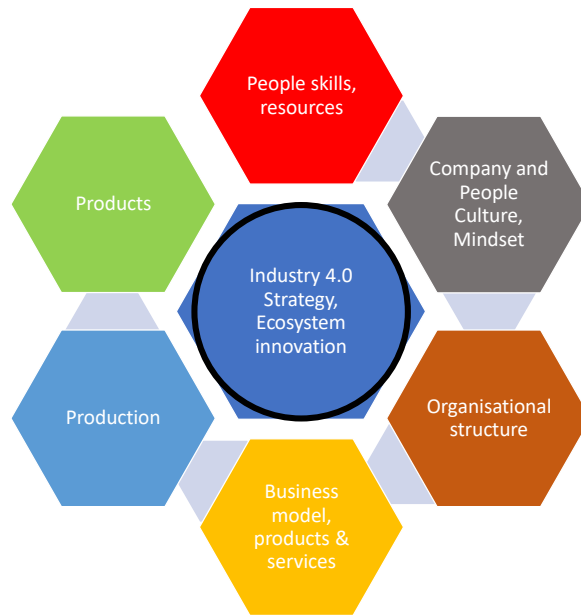 People skills,
resources
Company and
People
Culture,
Mindset
Products
Industry 4.0
Strategy,
Ecosystem
innovation
Production
Organisational
structure
Business
model,
products &
services